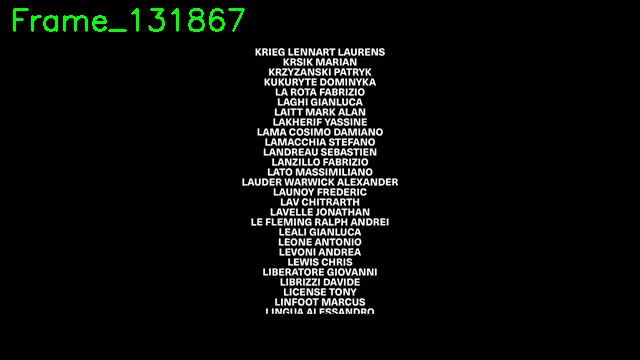 Frame_131867
KRIEG LENNART LAURENS
KRSIK MARIAN
KRZYZANSKI PATRYK
KUKURYTE DOMINYKA
LA ROTA FABRIZIO
LAGHI GIANLUCA
LAITT MARK ALAN
LAKHERIF YASSINE
LAMA COSIMO DAMIANO
LAMACCHIA STEFANO
LANDREAU SEBASTIEN
LANZILLO FABRIZIO
LATO MASSIMILIANO
LAUDER WARWICK ALEXANDER
LAUNOY FREDERIC
LAV CHITRARTH
LAVELLE JONATHAN
LE FLEMING RALPH ANDREI
LEALI GIANLUCA
LEONE ANTONIO
LEVONI ANDREA
LEWIS CHRIS
LIBERATORE GIOVANNI
LIBRIZZI DAVIDE
LICENSE TONY
LINFOOT MARCUS
LINGUA ALESSANDRO